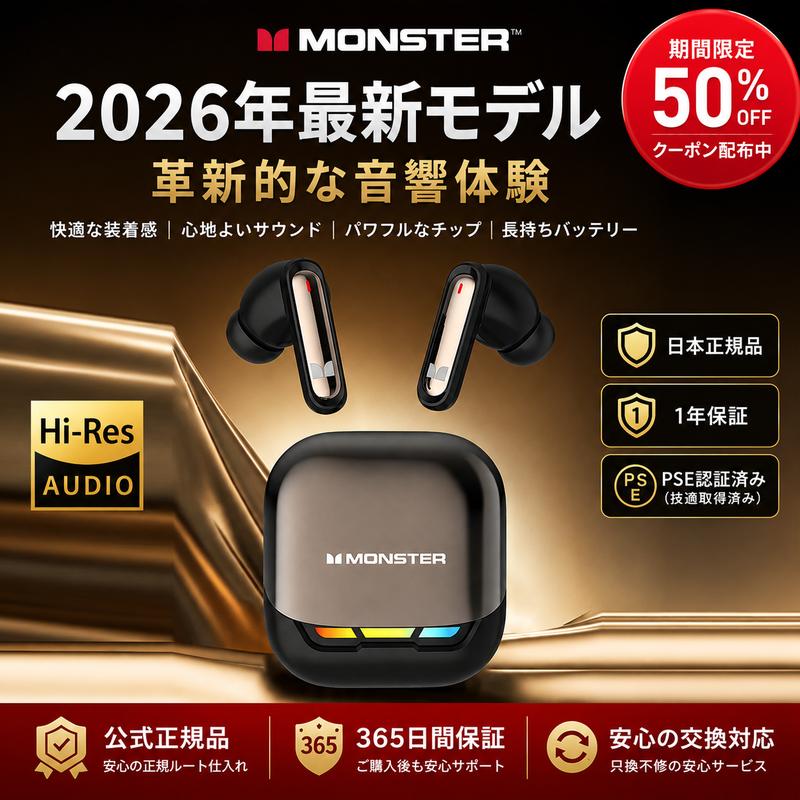 MONSTER™
2026年最新モデル
革新的な音響体験
快適な装着感 | 心地よいサウンド | パワフルなチップ | 長持ちバッテリー
期間限定
50%OFF
クーポン配布中
Hi-Res
AUDIO
日本正規品
1
1年保証
PS
E
PSE認証済み
(技適取得済み)
MONSTER
公式正規品
安心の正規ルート仕入れ
365
365日間保証
ご購入後も安心サポート
安心の交換対応
只換不修の安心サービス